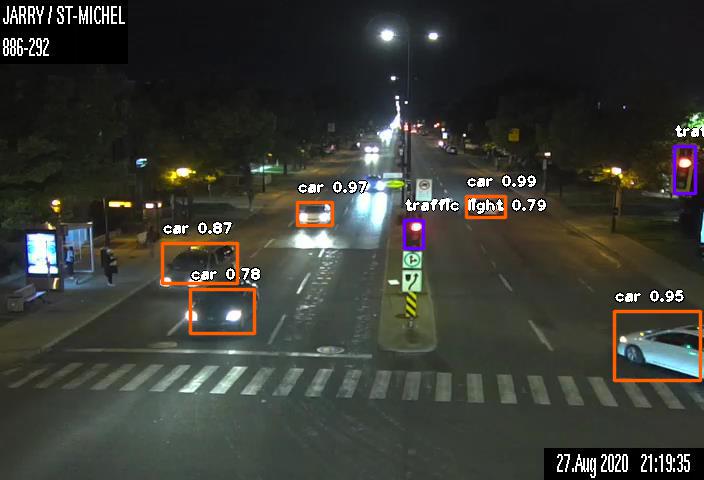 JARRY / ST-MICHEL
886-292
traf
car 0.97
car 0.99
traffic light 0.79
car 0.87
car 0.78
car 0.95
27.Aug 2020 21:19:35